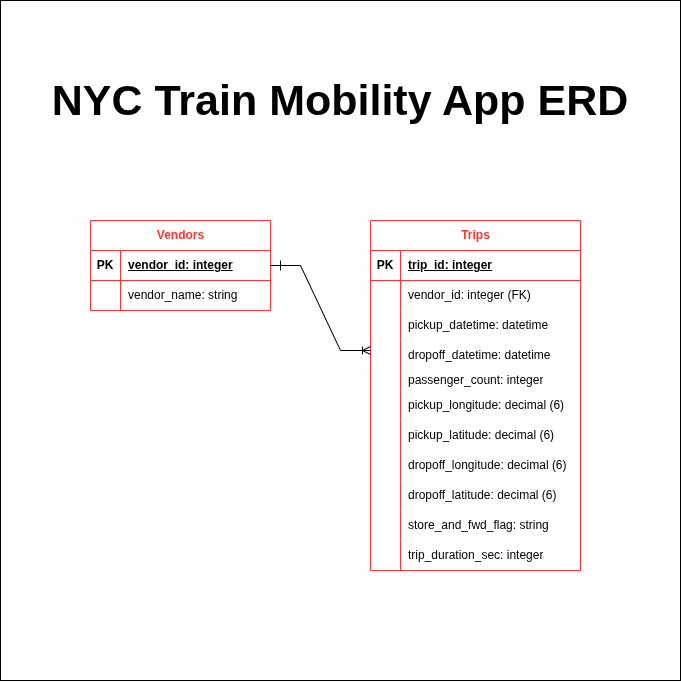 NYC Train Mobility App ERD
Vendors
PK vendor_id: integer
vendor_name: string
Trips
PK trip_id: integer
vendor_id: integer (FK)
pickup_datetime: datetime
dropoff_datetime: datetime
passenger_count: integer
pickup_longitude: decimal (6)
pickup_latitude: decimal (6)
dropoff_longitude: decimal (6)
dropoff_latitude: decimal (6)
store_and_fwd_flag: string
trip_duration_sec: integer